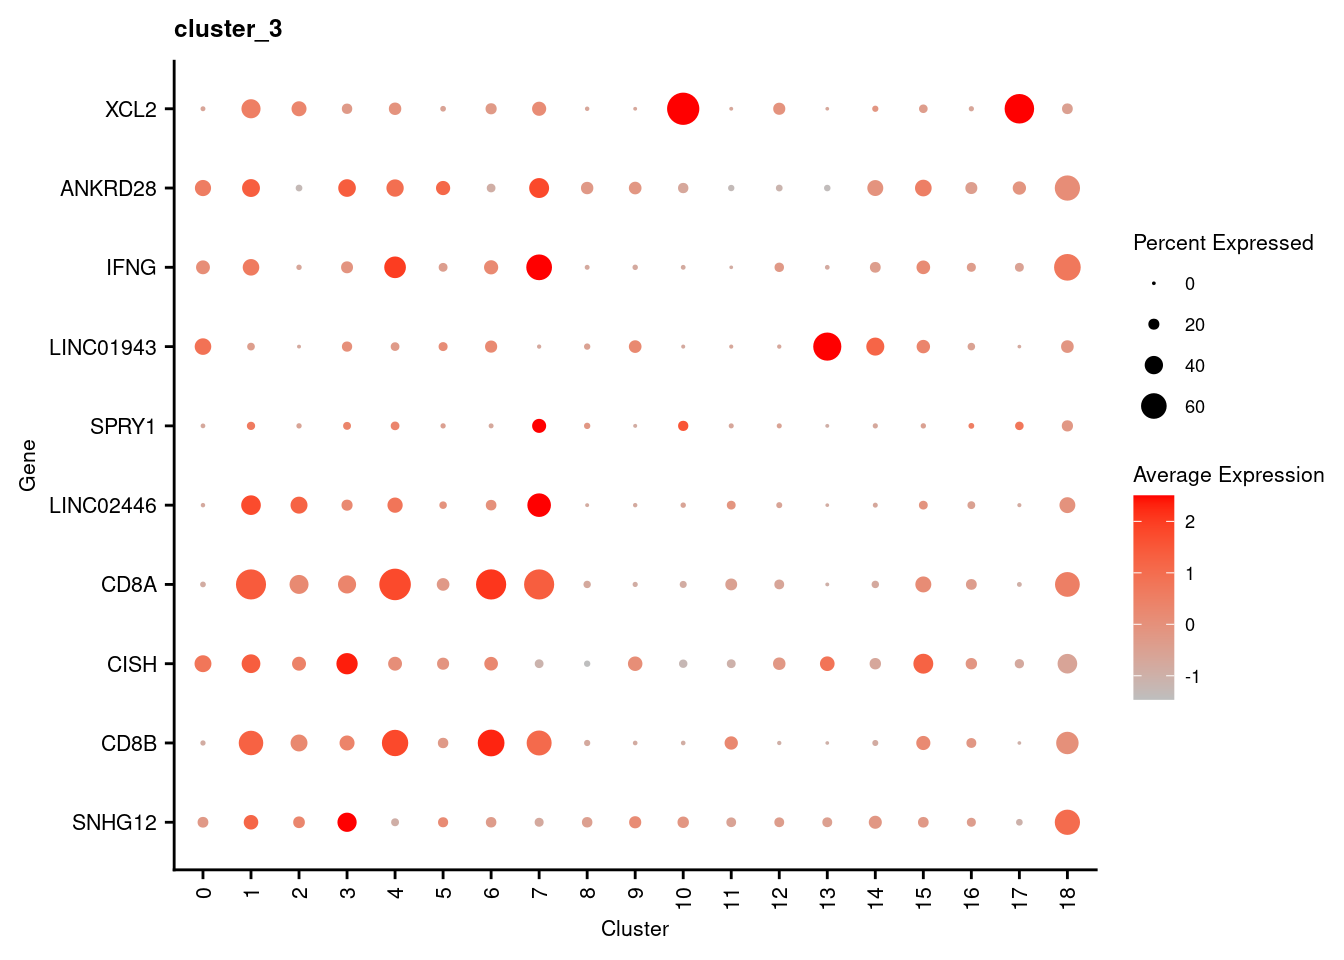 cluster_3
XCL2
ANKRD28
IFNG
LINC01943
SPRY1
LINC02446
CD8A
CISH
CD8B
SNHG12
Gene
0 1 2 3 4 5 6 7 8 9 10 11 12 13 14 15 16 17 18
Cluster
Percent Expressed
0
20
40
60
Average Expression
2
1
0
-1